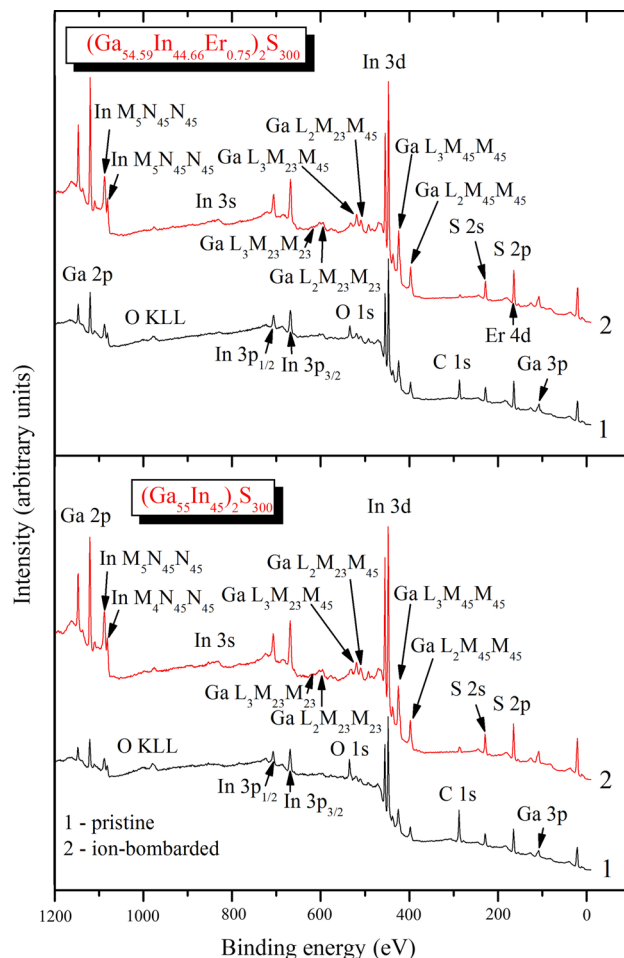 (Ga₅₄.₅₉In₄₄.₆₆Er₀.₇₅)₂S₃₀₀
In 3d
In M₅N₄₅N₄₅
In M₅N₄₅N₄₅
Ga L₂M₂₃M₄₅
Ga L₃M₂₃M₄₅
Ga L₃M₄₅M₄₅
Ga L₂M₄₅M₄₅
In 3s
S 2s
S 2p
Ga L₃M₂₃M₂₃
Ga L₂M₂₃M₂₃
Ga 2p
O KLL
O 1s
2
Er 4d
In 3p₁/₂
In 3p₃/₂
C 1s
Ga 3p
1
(Ga₅₅In₄₅)₂S₃₀₀
In 3d
Ga 2p
In M₅N₄₅N₄₅
In M₄N₄₅N₄₅
Ga L₂M₂₃M₄₅
Ga L₃M₂₃M₄₅
Ga L₃M₄₅M₄₅
Ga L₂M₄₅M₄₅
In 3s
S 2s
S 2p
Ga L₃M₂₃M₂₃
Ga L₂M₂₃M₂₃
O KLL
O 1s
2
In 3p₁/₂
In 3p₃/₂
C 1s
Ga 3p
1 - pristine
2 - ion-bombarded
1
1200 1000 800 600 400 200 0
Binding energy (eV)
Intensity (arbitrary units)